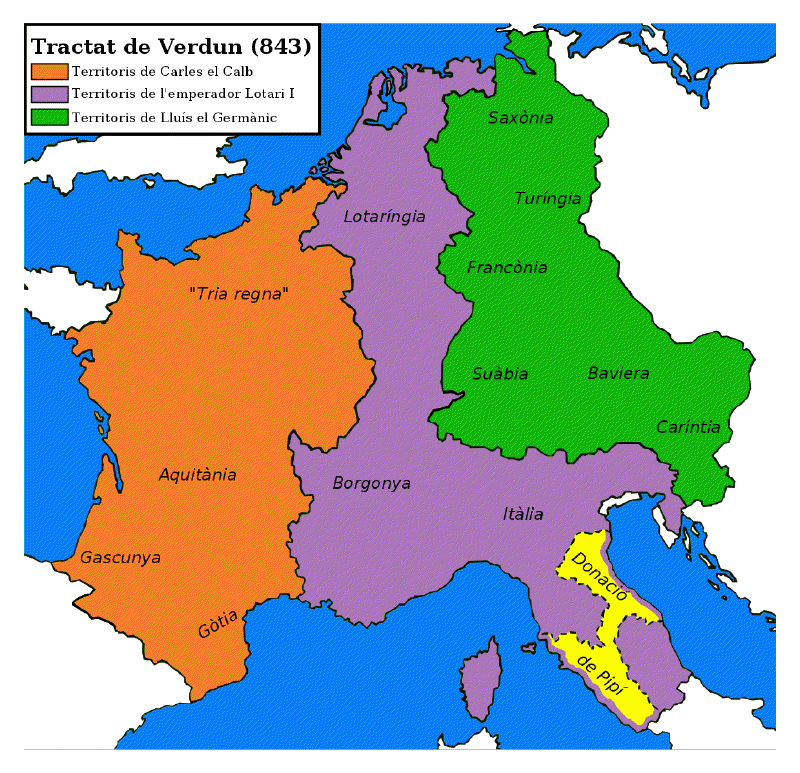 Tractat de Verdun (843)
Territoris de Carles el Calb
Territoris de l'emperador Lotari I
Territoris de Lluís el Germànic
Saxònia
Turíngia
Lotaríngia
Francònia
"Tria regna"
Suàbia
Baviera
Caríntia
Aquitània
Borgonya
Itàlia
Gascunya
Donació
Gòtia
de Pipí